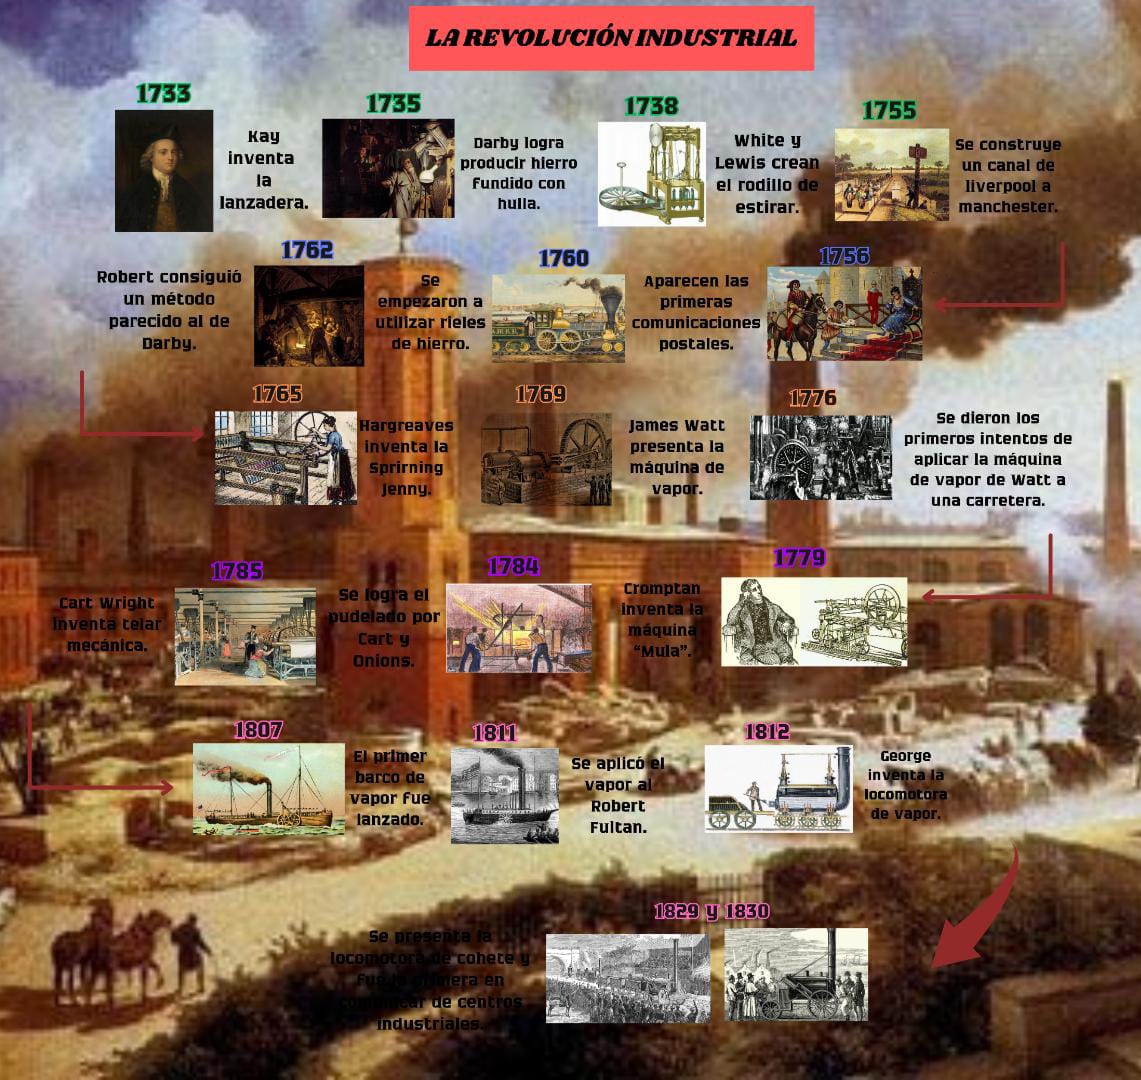 LA REVOLUCIÓN INDUSTRIAL
1733
Kay
inventa
la
lanzadera.
1735
Darby logra
producir hierro
fundido con
hulla.
1738
White y
Lewis crean
el rodillo de
estirar.
1755
Se construye
un canal de
liverpool a
manchester.
1756
Aparecen las
primeras
comunicaciones
postales.
1760
Se
empezaron a
utilizar rieles
de hierro.
1762
Robert consiguió
un método
parecido al de
Darby.
1765
Hargreaves
inventa la
Sprirning
Jenny.
1769
James Watt
presenta la
máquina de
vapor.
1776
Se dieron los
primeros intentos de
aplicar la máquina
de vapor de Watt a
una carretera.
1779
Cromptan
inventa la
máquina
“Mula”.
1784
Se logra el
pudelado por
Cart y
Onions.
1785
Cart Wright
inventa telar
mecánica.
1807
El primer
barco de
vapor fue
lanzado.
1811
Se aplicó el
vapor al
Robert
Fultan.
1812
George
inventa la
locomotora
de vapor.
1829 y 1830
Se presenta la
locomotora de cohete y
fue la primera en
comunicar de centros
industriales.